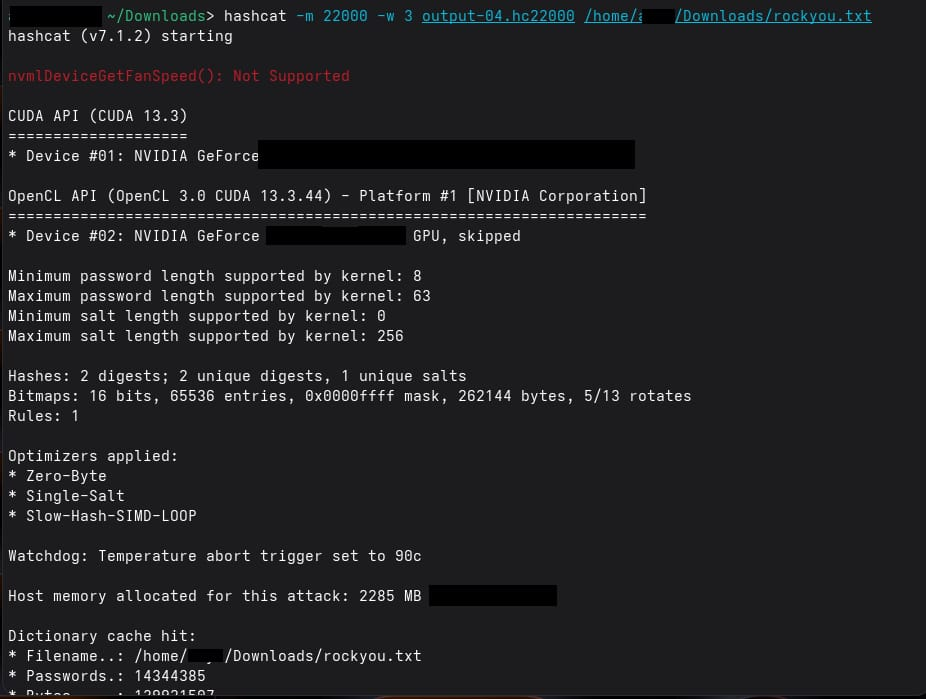 ~/Downloads> hashcat -m 22000 -w 3 output-04.hc22000 /home/a /Downloads/rockyou.txt
hashcat (v7.1.2) starting
nvmlDeviceGetFanSpeed(): Not Supported
CUDA API (CUDA 13.3)
====================
* Device #01: NVIDIA GeForce
OpenCL API (OpenCL 3.0 CUDA 13.3.44) - Platform #1 [NVIDIA Corporation]
=======================================================================
* Device #02: NVIDIA GeForce GPU, skipped
Minimum password length supported by kernel: 8
Maximum password length supported by kernel: 63
Minimum salt length supported by kernel: 0
Maximum salt length supported by kernel: 256
Hashes: 2 digests; 2 unique digests, 1 unique salts
Bitmaps: 16 bits, 65536 entries, 0x0000ffff mask, 262144 bytes, 5/13 rotates
Rules: 1
Optimizers applied:
* Zero-Byte
* Single-Salt
* Slow-Hash-SIMD-LOOP
Watchdog: Temperature abort trigger set to 90c
Host memory allocated for this attack: 2285 MB
Dictionary cache hit:
* Filename..: /home/ /Downloads/rockyou.txt
* Passwords.: 14344385
* Bytes.....: 139921507